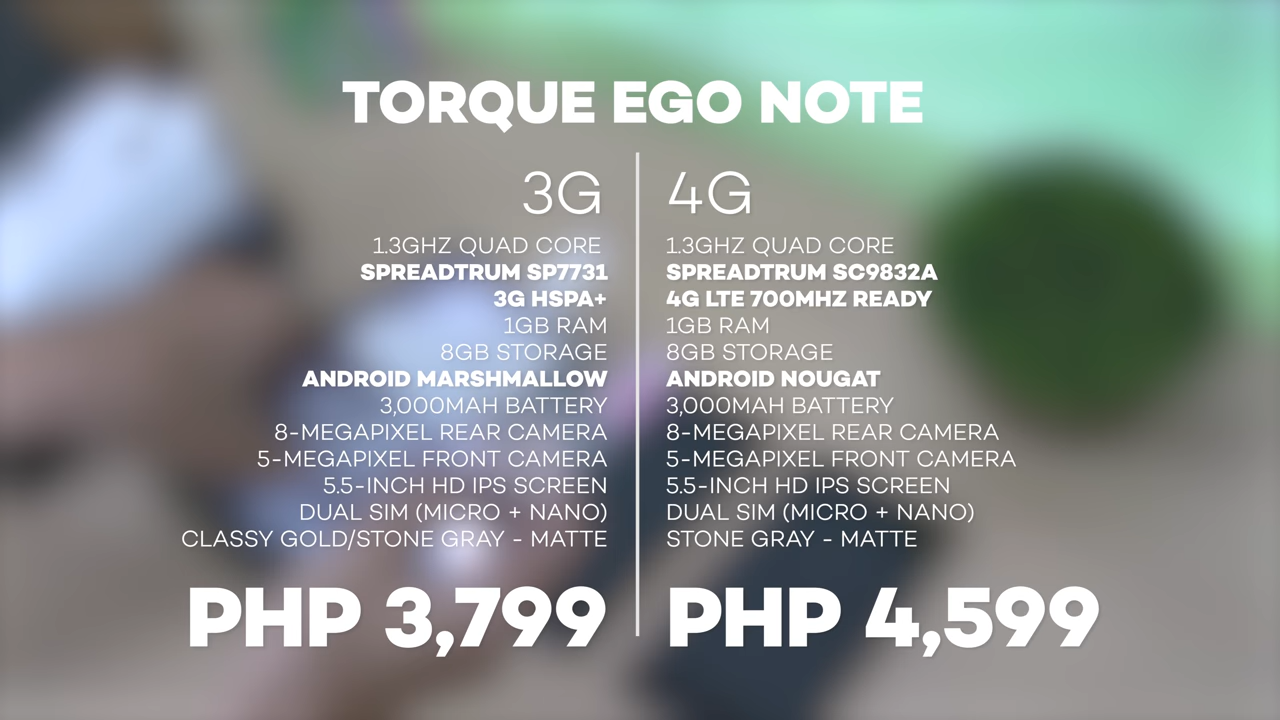 TORQUE EGO NOTE
3G
1.3GHZ QUAD CORE
SPREADTRUM SP7731
3G HSPA+
1GB RAM
8GB STORAGE
ANDROID MARSHMALLOW
3,000MAH BATTERY
8-MEGAPIXEL REAR CAMERA
5-MEGAPIXEL FRONT CAMERA
5.5-INCH HD IPS SCREEN
DUAL SIM (MICRO + NANO)
CLASSY GOLD/STONE GRAY - MATTE
PHP 3,799
4G
1.3GHZ QUAD CORE
SPREADTRUM SC9832A
4G LTE 700MHZ READY
1GB RAM
8GB STORAGE
ANDROID NOUGAT
3,000MAH BATTERY
8-MEGAPIXEL REAR CAMERA
5-MEGAPIXEL FRONT CAMERA
5.5-INCH HD IPS SCREEN
DUAL SIM (MICRO + NANO)
STONE GRAY - MATTE
PHP 4,599